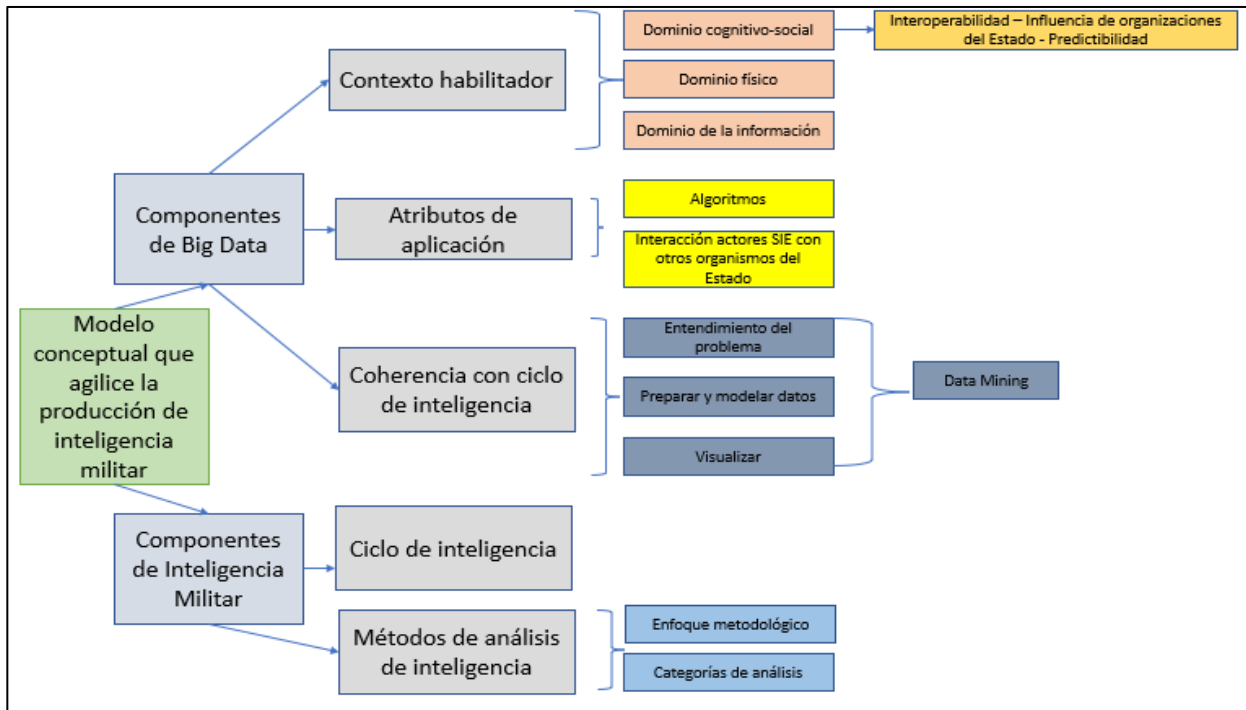 Dominio cognitivo-social
Interoperabilidad – Influencia de organizaciones
del Estado - Predictibilidad
Contexto habilitador
Dominio físico
Dominio de la información
Componentes
de Big Data
Atributos de
aplicación
Algoritmos
Interacción actores SIE con
otros organismos del
Estado
Modelo
conceptual que
agilice la
producción de
inteligencia
militar
Coherencia con ciclo
de inteligencia
Entendimiento del
problema
Preparar y modelar datos
Visualizar
Data Mining
Componentes
de Inteligencia
Militar
Ciclo de inteligencia
Métodos de análisis
de inteligencia
Enfoque metodológico
Categorías de análisis